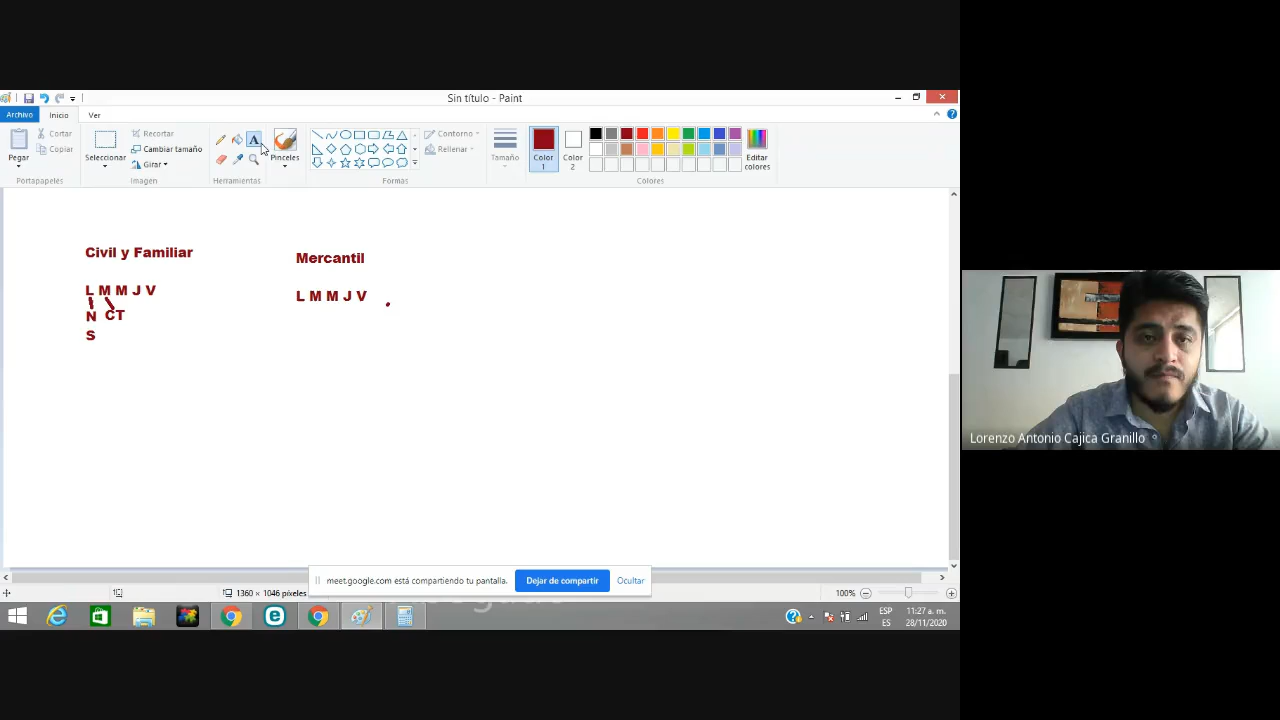 Sin título - Paint
Archivo
Inicio
Ver
Pegar
Cortar
Copiar
Portapapeles
Seleccionar
Recortar
Cambiar tamaño
Girar
Imagen
A
Herramientas
Pinceles
Contorno
Rellenar
Formas
Tamaño
Color
1
Color
2
Editar
colores
Colores
Civil y Familiar
L M M J V
N CT
S
Mercantil
L M M J V
Lorenzo Antonio Cajica Granillo
meet.google.com está compartiendo tu pantalla.
Dejar de compartir
Ocultar
1360 × 1046 píxeles
100%
ESP
ES
11:27 a. m.
28/11/2020